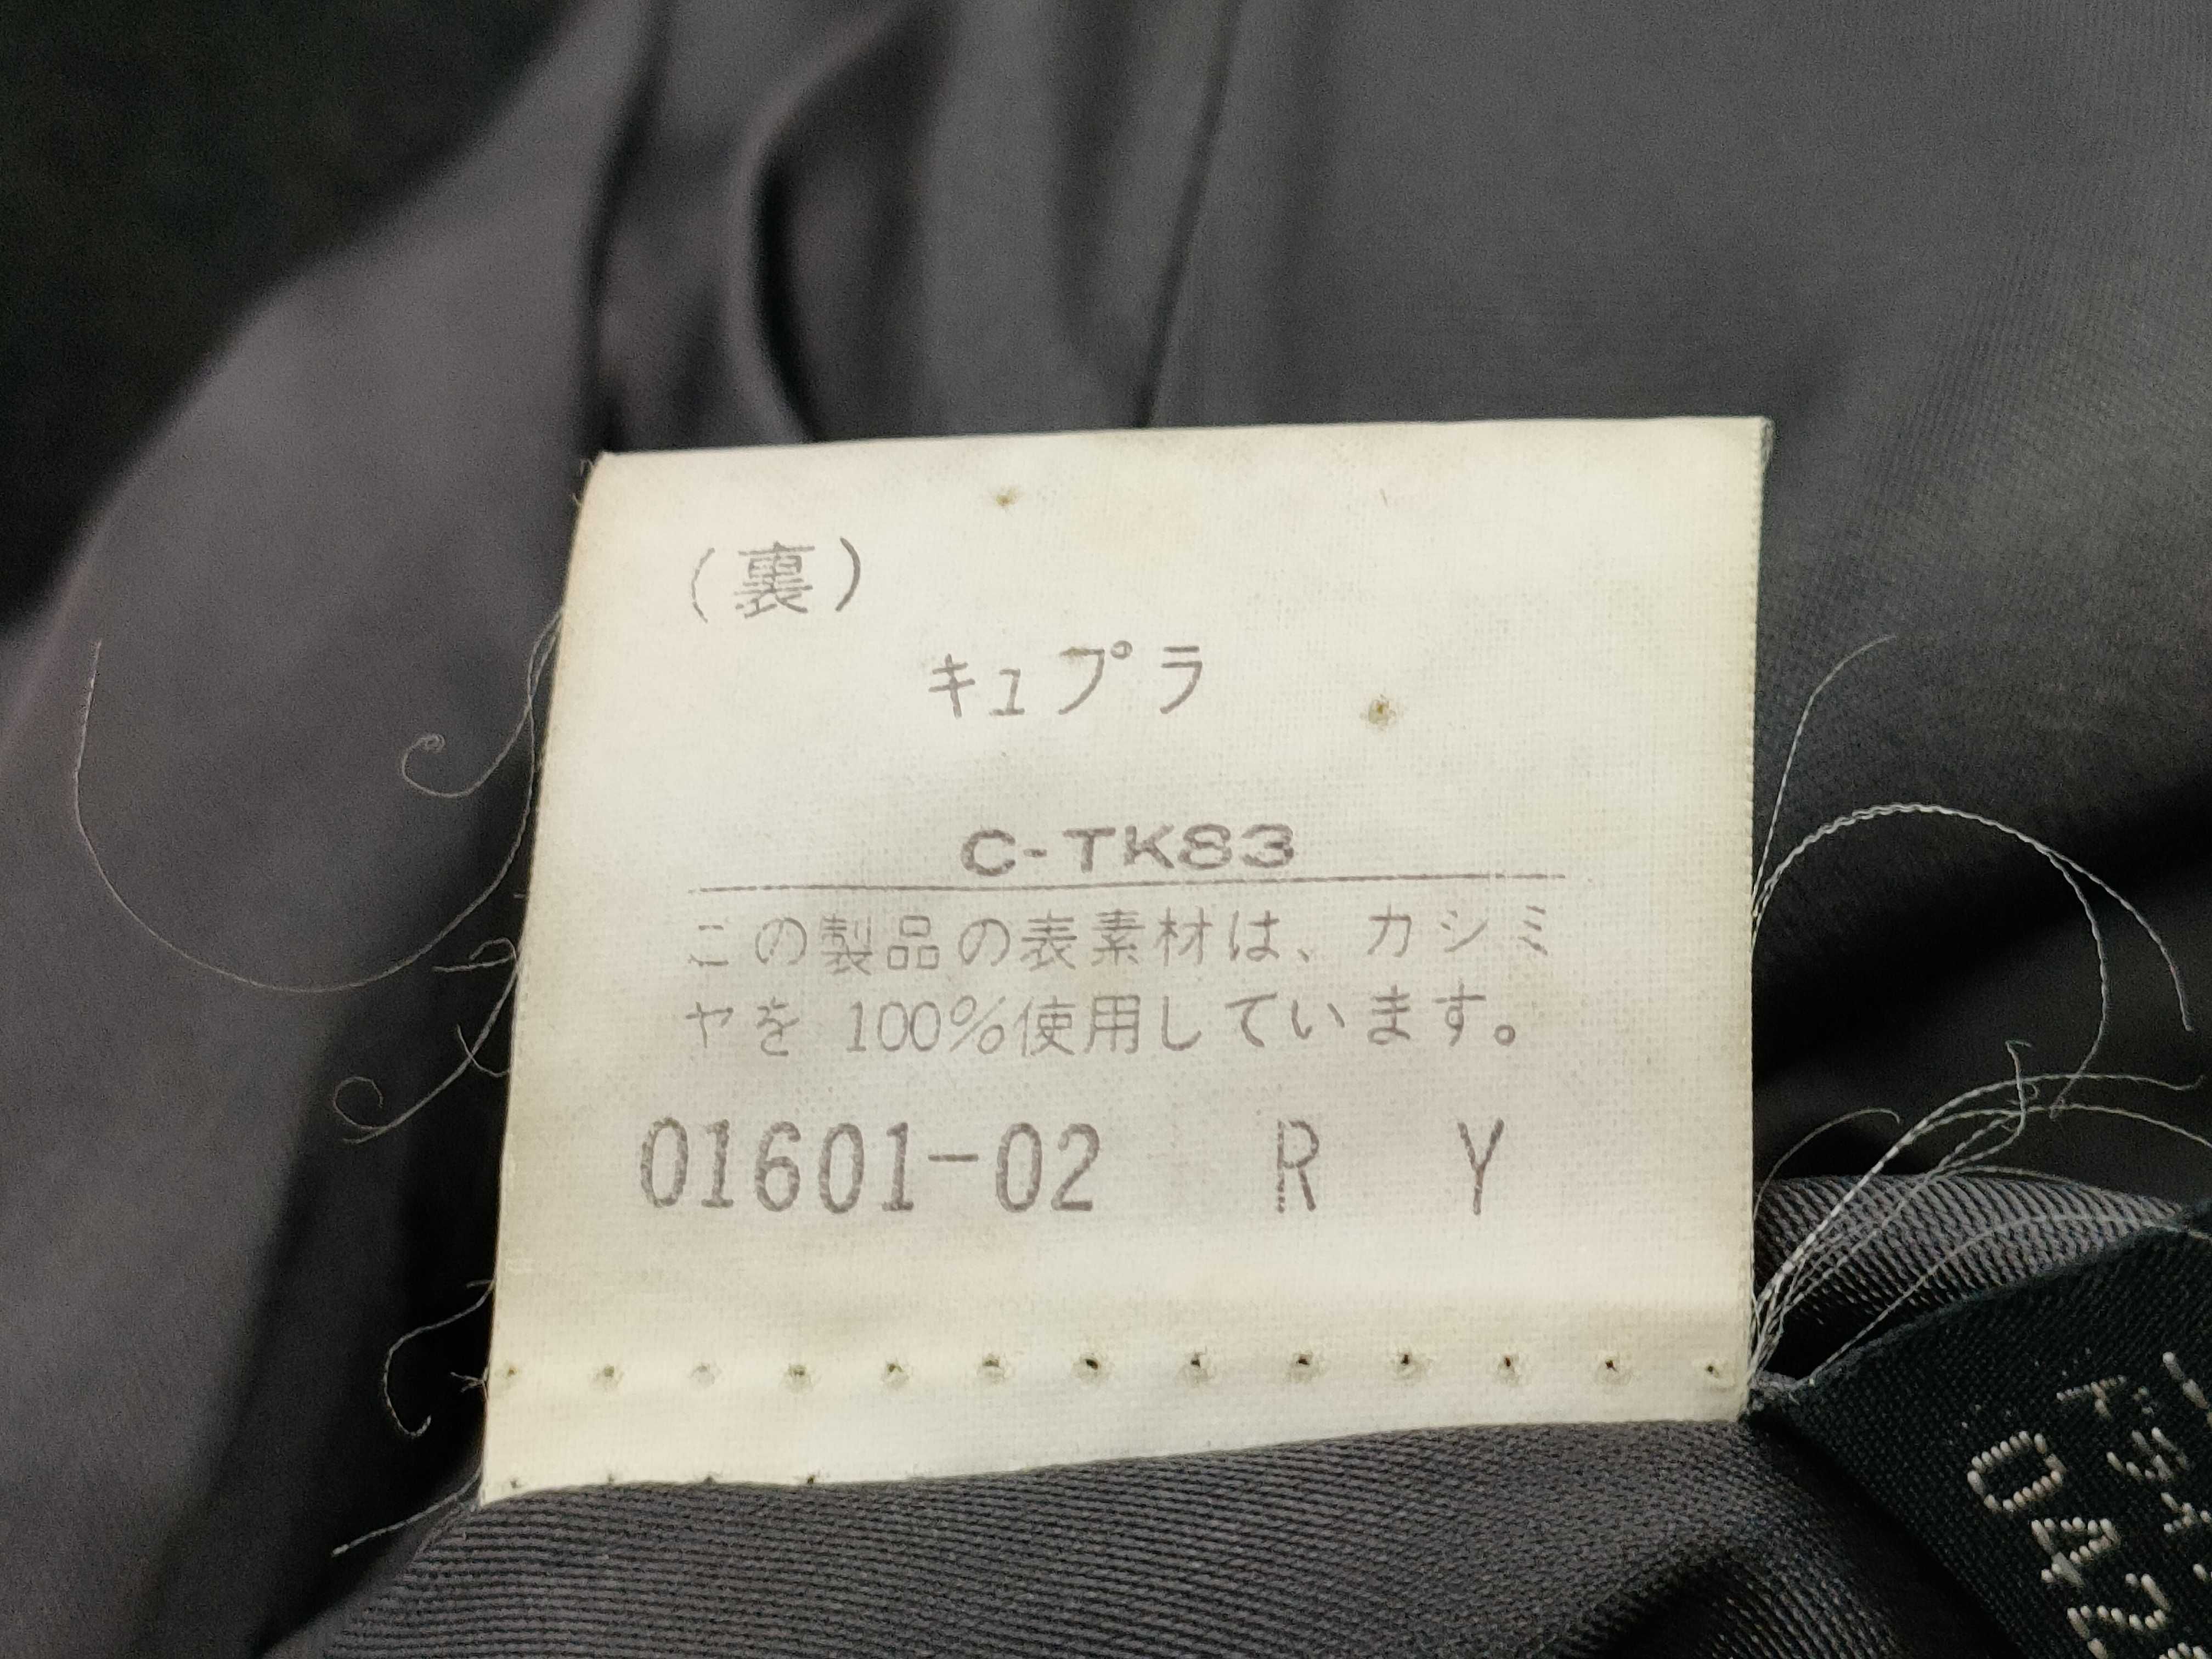 (裏)
キュプラ
C-TK83
この製品の表素材は、カシミ
ヤを 100%使用しています。
01601-02 R Y
042